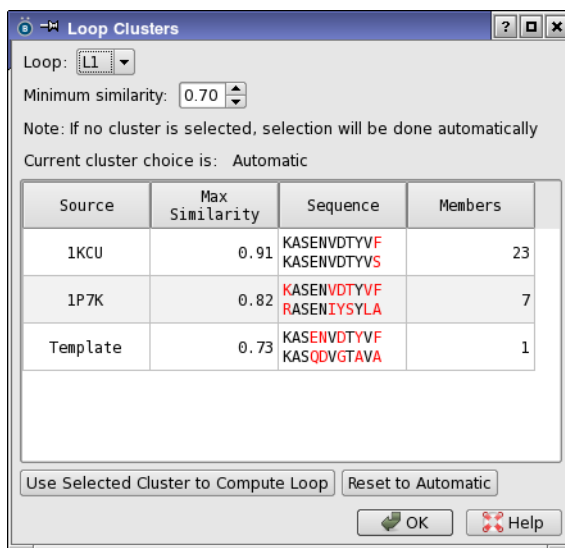 Loop Clusters
Loop: L1
Minimum similarity: 0.70
Note: If no cluster is selected, selection will be done automatically
Current cluster choice is: Automatic
Source Max Similarity Sequence Members
1KCU 0.91 KASENVDTYVF 23
KASENVDTYVS
1P7K 0.82 KASENVDTYVF 7
RASENIYSYLA
Template 0.73 KASENVDTYVF 1
KASQDVGTAVA
Use Selected Cluster to Compute Loop Reset to Automatic
OK Help